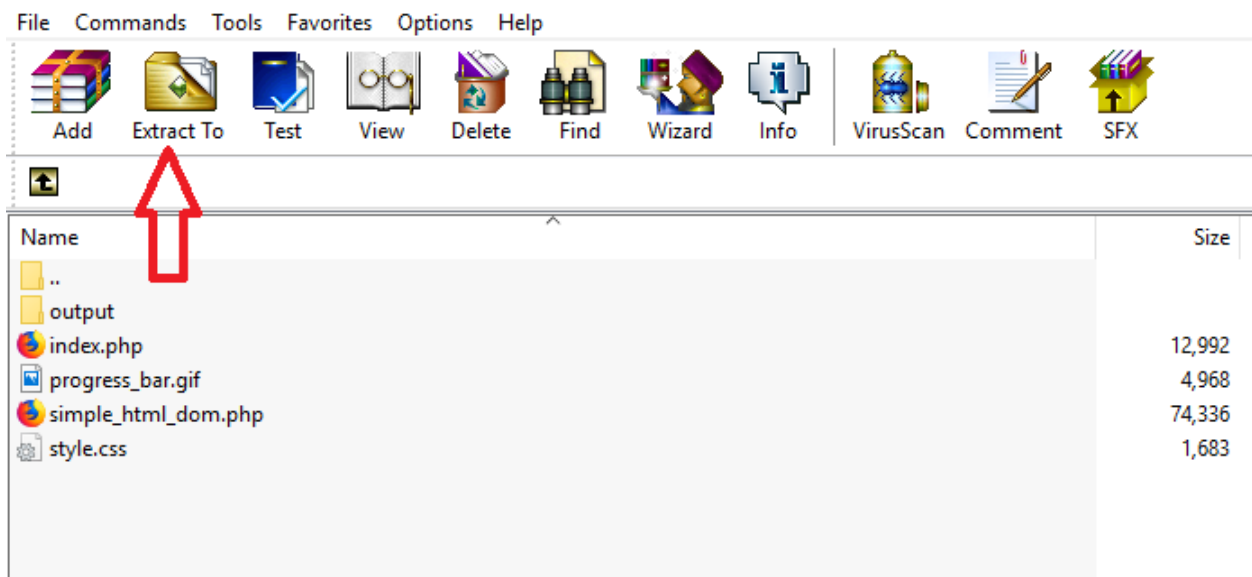 File Commands Tools Favorites Options Help
Add Extract To Test View Delete Find Wizard Info VirusScan Comment SFX
Name Size
..
output
index.php 12,992
progress_bar.gif 4,968
simple_html_dom.php 74,336
style.css 1,683